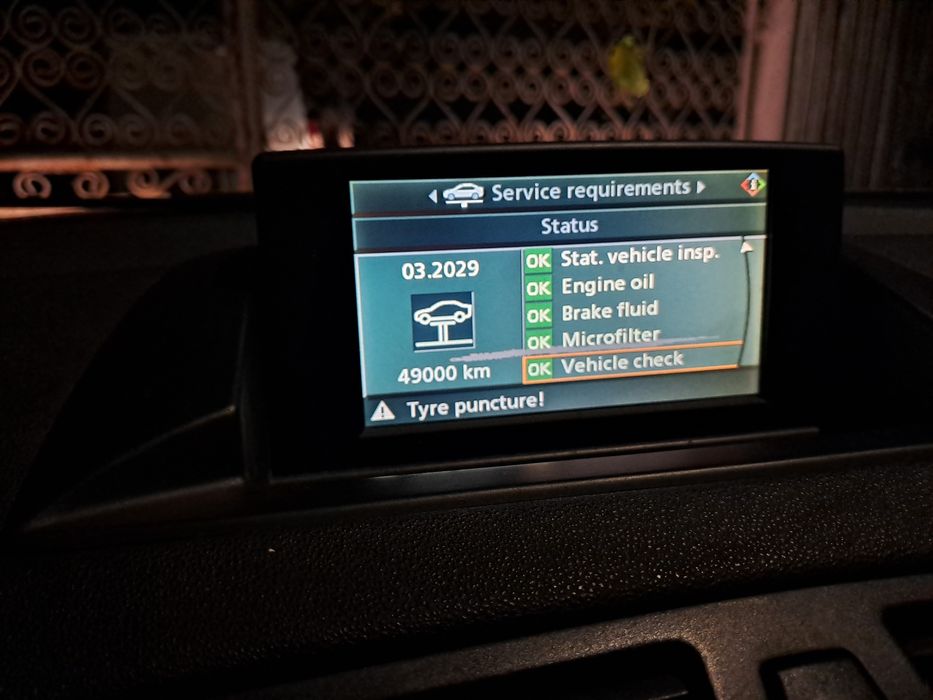 Service requirements
Status
03.2029
49000 km
OK Stat. vehicle insp.
OK Engine oil
OK Brake fluid
OK Microfilter
OK Vehicle check
Tyre puncture!